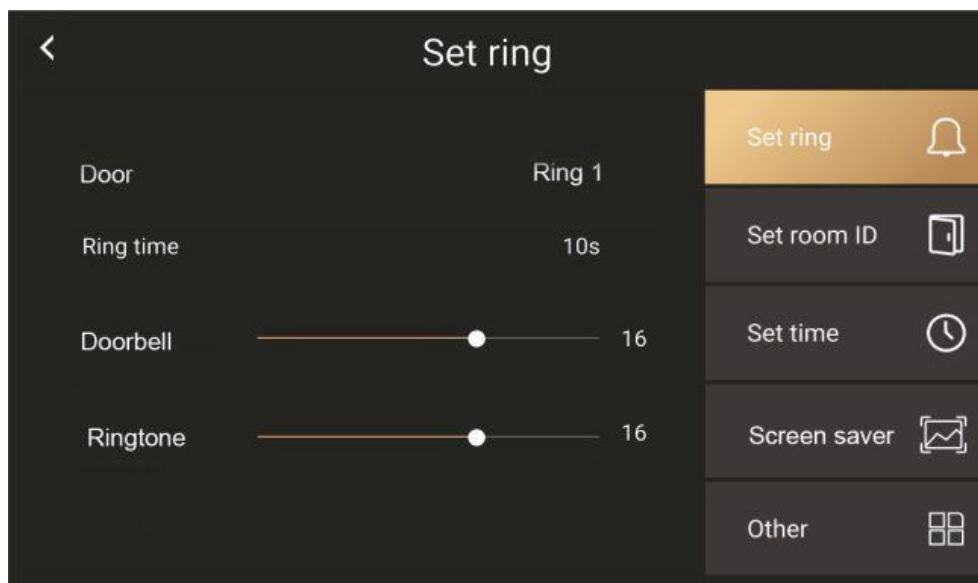 Set ring
Door Ring 1
Ring time 10s
Doorbell 16
Ringtone 16
Set ring
Set room ID
Set time
Screen saver
Other